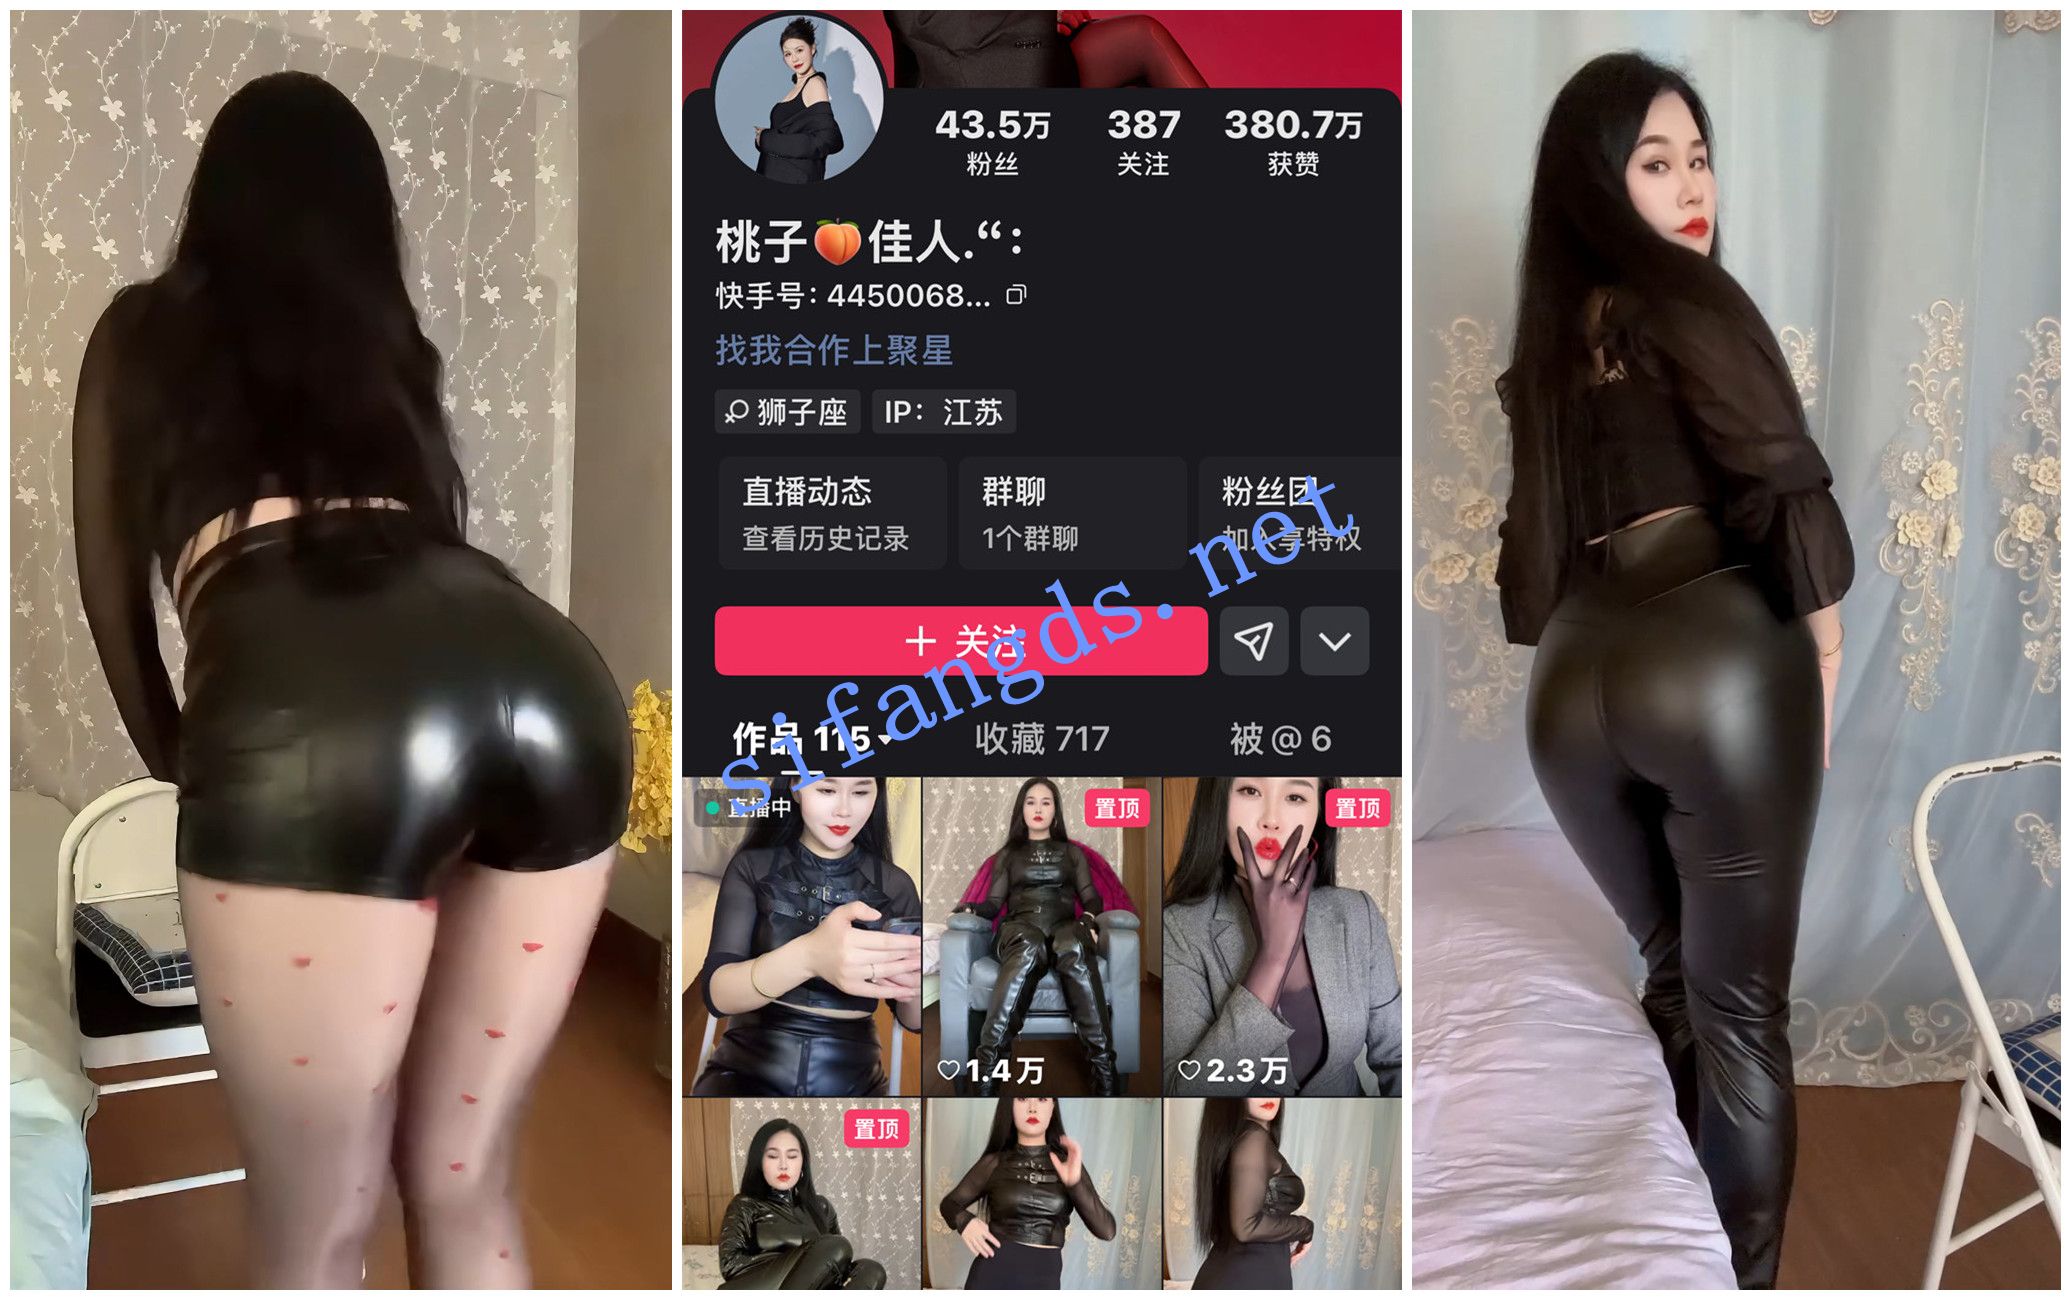 43.5万 387 380.7万
粉丝 关注 获赞
桃子🍑佳人.“：
快手号：4450068...
找我合作上聚星
狮子座 IP：江苏
直播动态 群聊 粉丝团
查看历史记录 1个群聊 加入享特权
＋ 关注
sifangds.net
作品 115 收藏 717 被@6
直播中 置顶 置顶
1.4万 2.3万
置顶